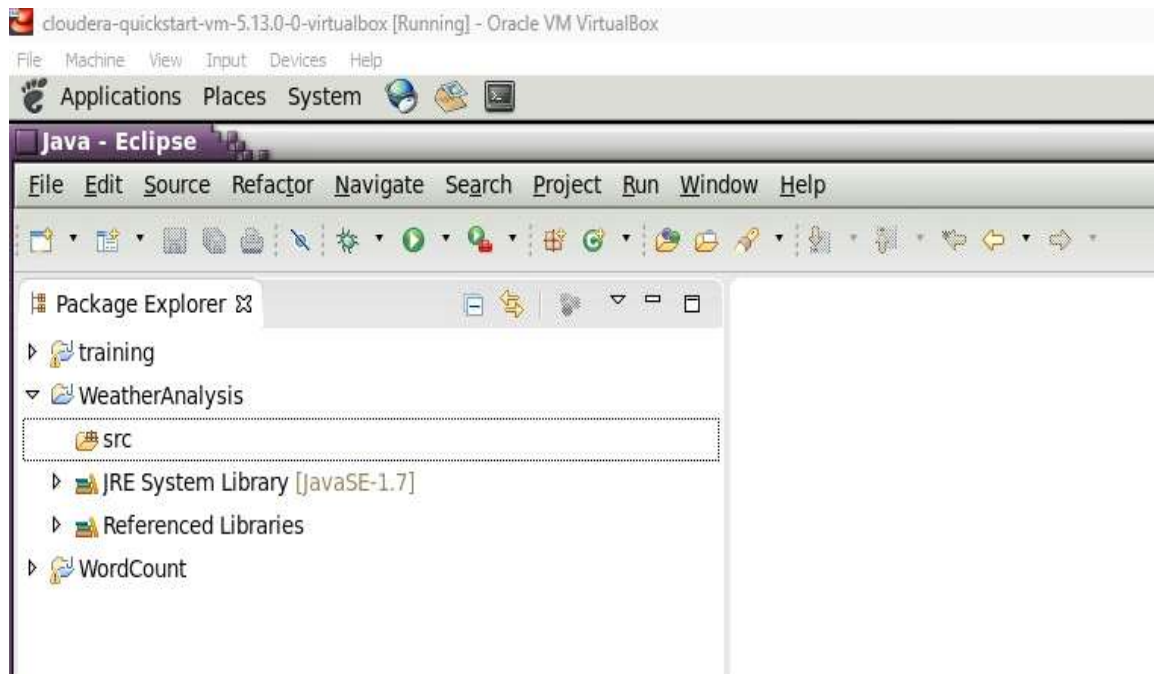 cloudera-quickstart-vm-5.13.0-0-virtualbox [Running] - Oracle VM VirtualBox
File Machine View Input Devices Help
Applications Places System
Java - Eclipse
File Edit Source Refactor Navigate Search Project Run Window Help
Package Explorer
training
WeatherAnalysis
src
JRE System Library [JavaSE-1.7]
Referenced Libraries
WordCount